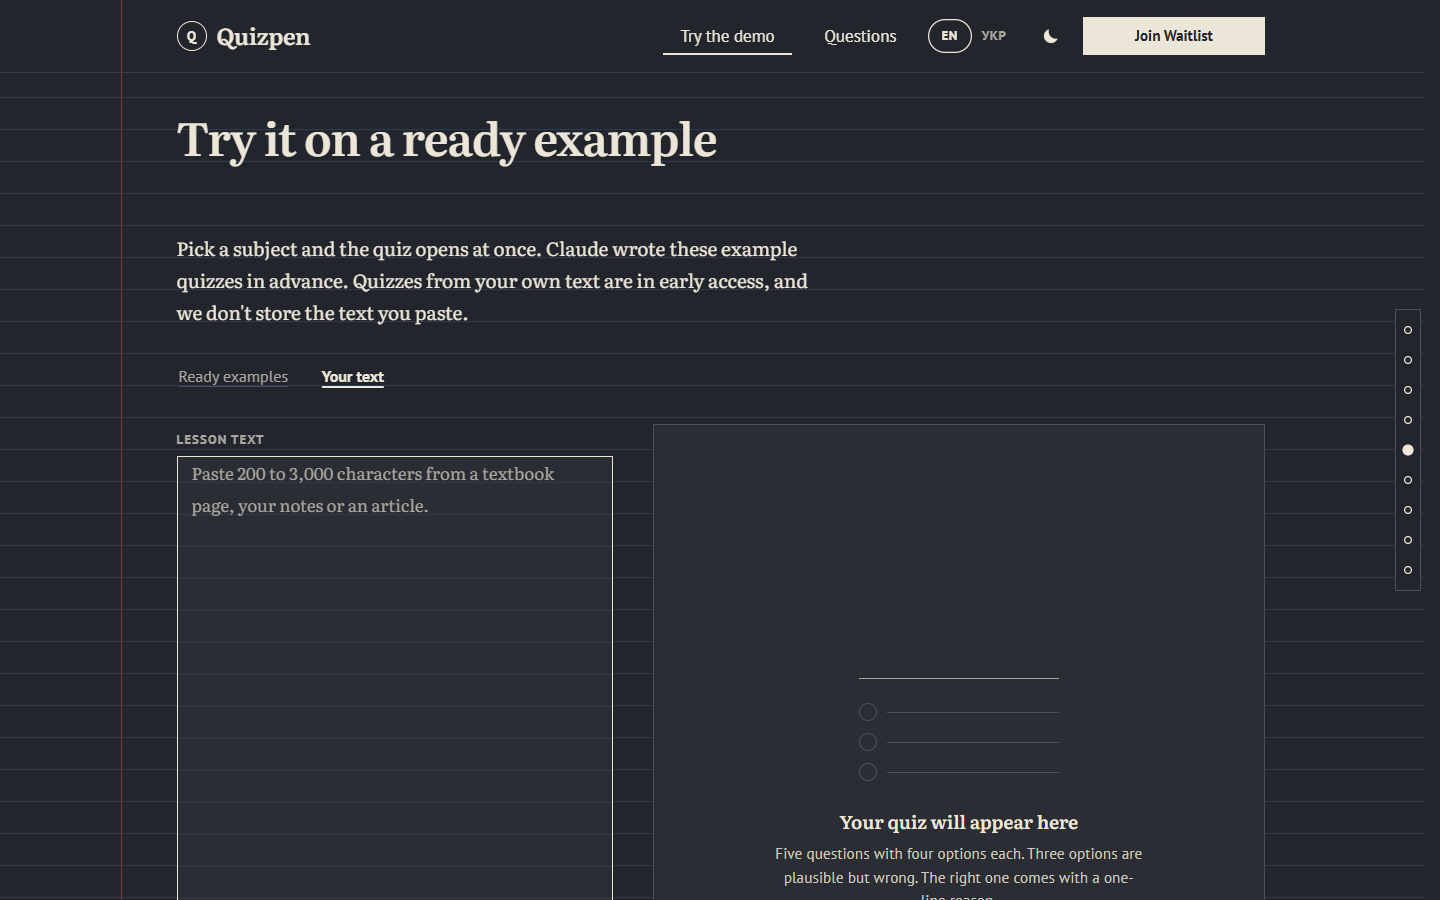 Q Quizpen
Try the demo
Questions
EN
УКР
Join Waitlist
Try it on a ready example
Pick a subject and the quiz opens at once. Claude wrote these example
quizzes in advance. Quizzes from your own text are in early access, and
we don't store the text you paste.
Ready examples
Your text
LESSON TEXT
Paste 200 to 3,000 characters from a textbook
page, your notes or an article.
Your quiz will appear here
Five questions with four options each. Three options are
plausible but wrong. The right one comes with a one-
line reason.